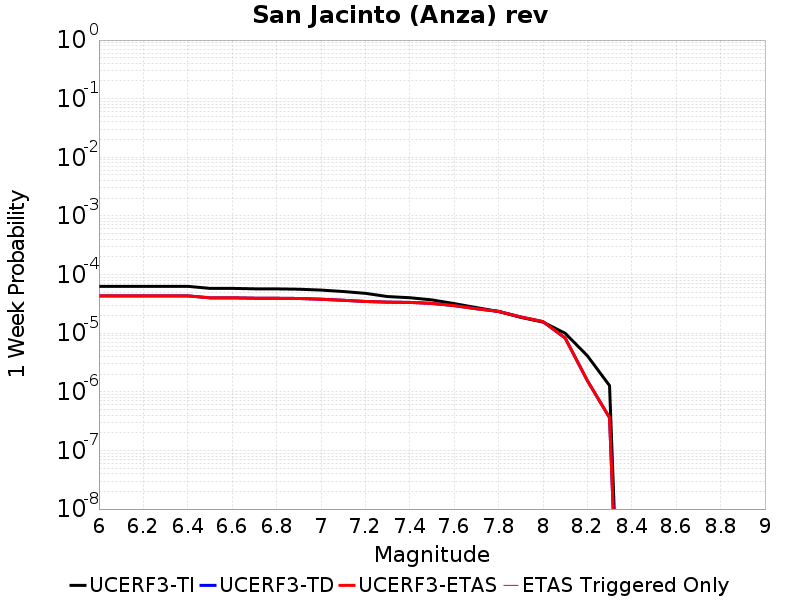 San Jacinto (Anza) rev
10^0
10^-1
10^-2
10^-3
10^-4
10^-5
10^-6
10^-7
10^-8
1 Week Probability
6 6.2 6.4 6.6 6.8 7 7.2 7.4 7.6 7.8 8 8.2 8.4 8.6 8.8 9
Magnitude
UCERF3-TI UCERF3-TD UCERF3-ETAS ETAS Triggered Only